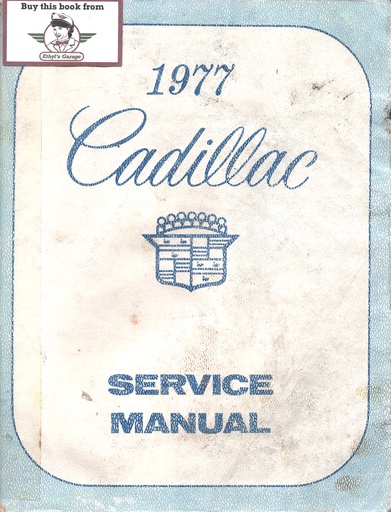 Buy this book from
Ethyl's Garage
1977
Cadillac
SERVICE
MANUAL